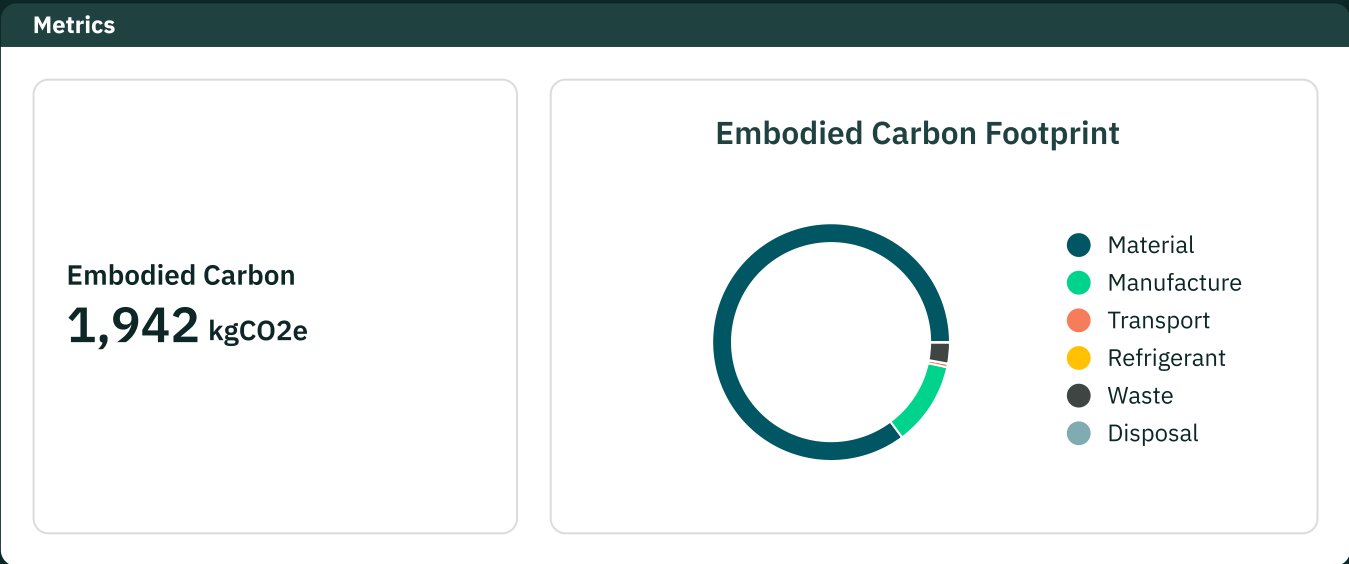 Metrics
Embodied Carbon
1,942 kgCO2e
Embodied Carbon Footprint
Material
Manufacture
Transport
Refrigerant
Waste
Disposal